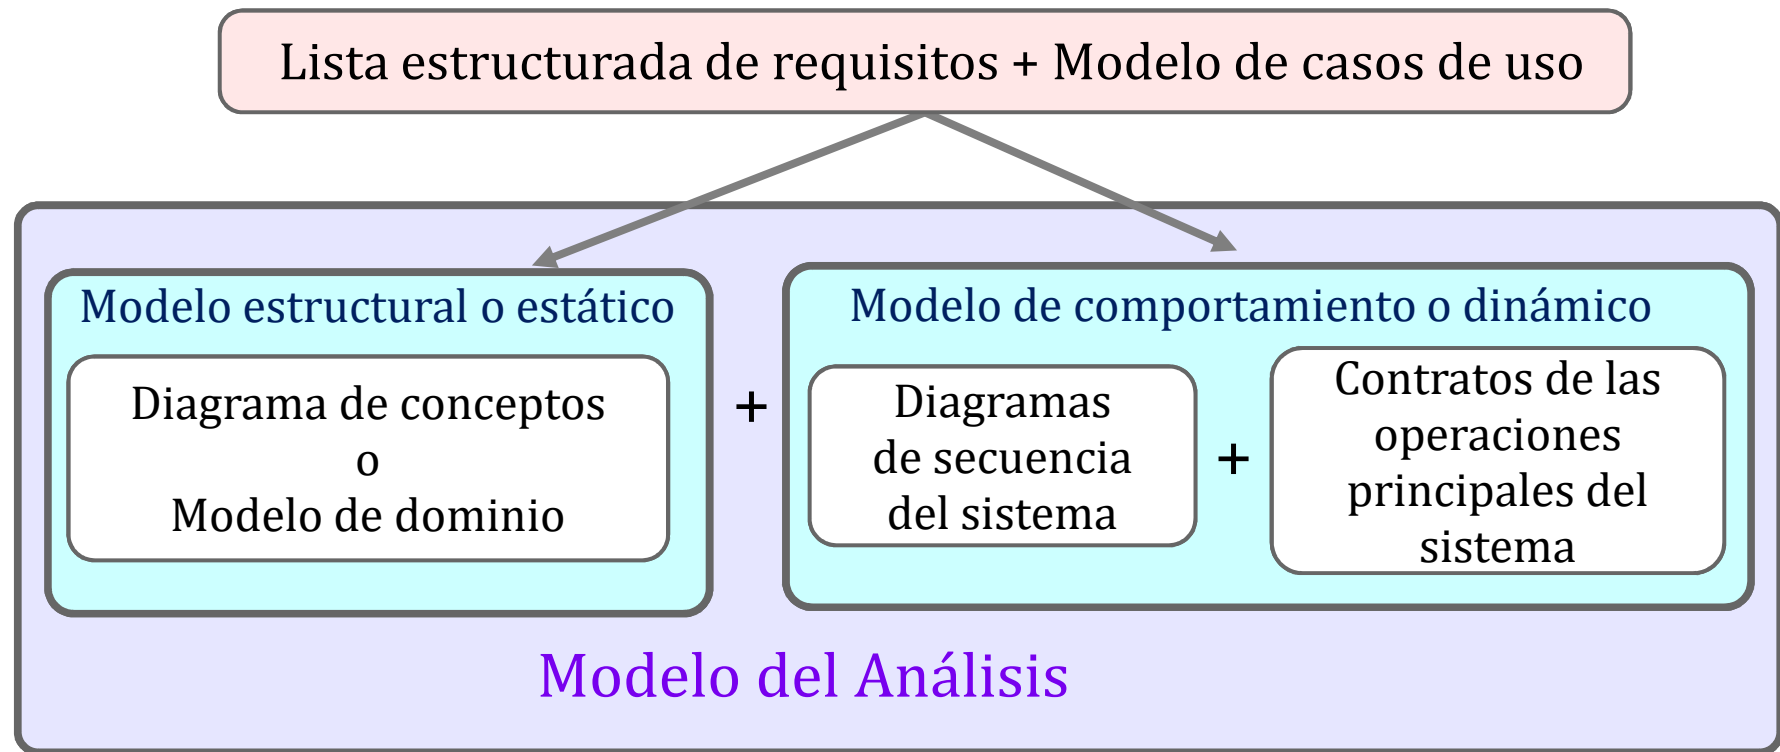 Lista estructurada de requisitos + Modelo de casos de uso
Modelo estructural o estático
Diagrama de conceptos
o
Modelo de dominio
+
Modelo de comportamiento o dinámico
Diagramas
de secuencia
del sistema
+
Contratos de las
operaciones
principales del
sistema
Modelo del Análisis